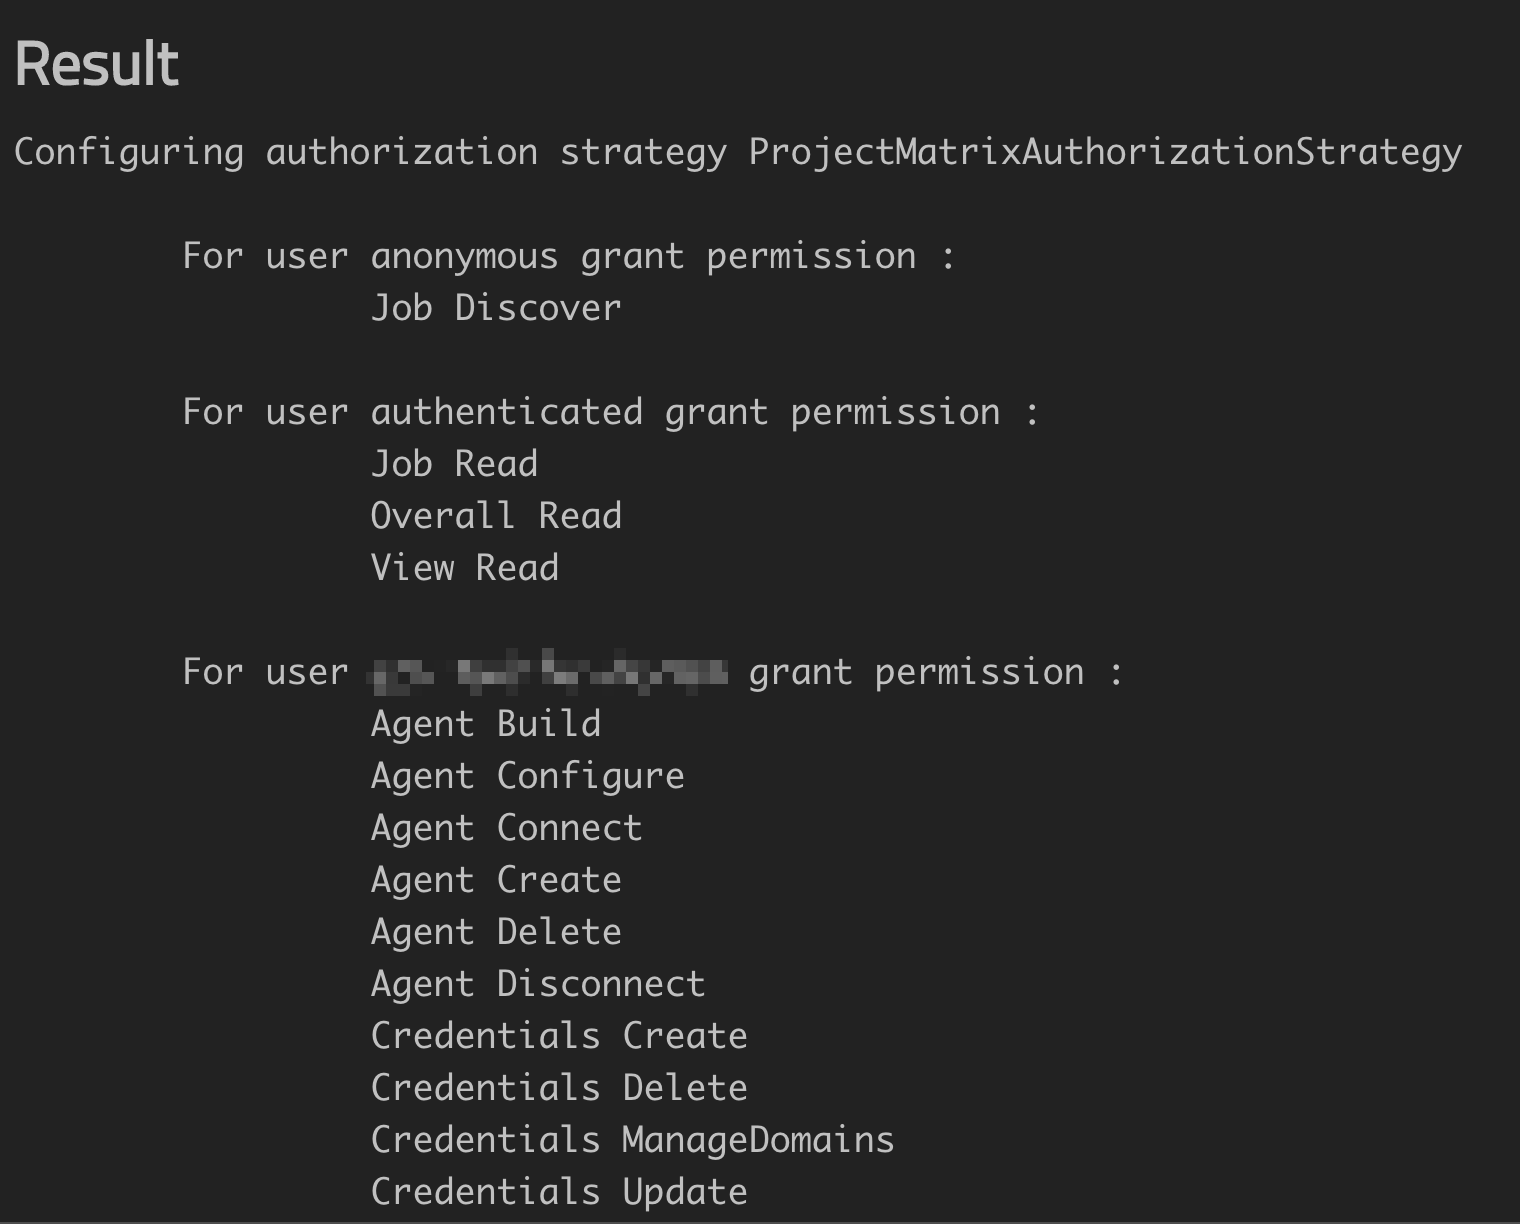 Result
Configuring authorization strategy ProjectMatrixAuthorizationStrategy
For user anonymous grant permission :
Job Discover
For user authenticated grant permission :
Job Read
Overall Read
View Read
For user grant permission :
Agent Build
Agent Configure
Agent Connect
Agent Create
Agent Delete
Agent Disconnect
Credentials Create
Credentials Delete
Credentials ManageDomains
Credentials Update